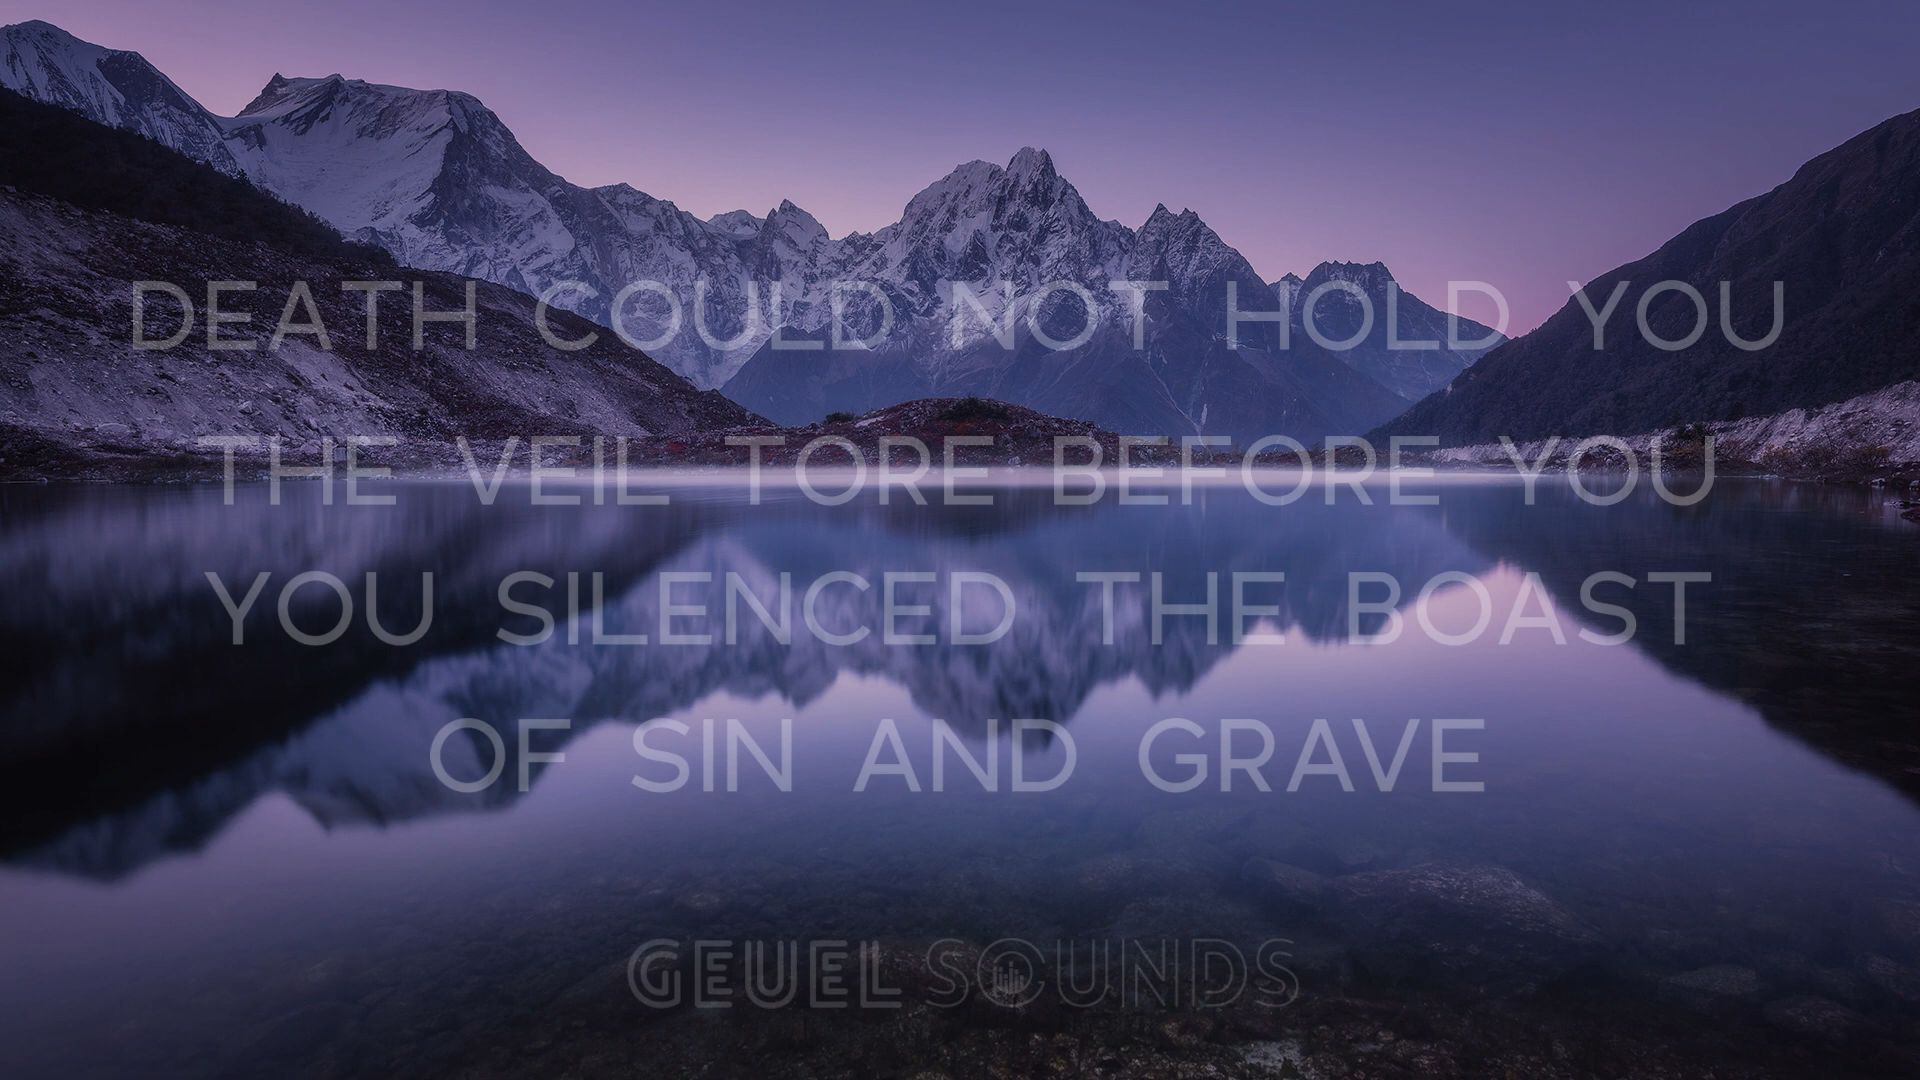 DEATH COULD NOT HOLD YOU
THE VEIL TORE BEFORE YOU
YOU SILENCED THE BOAST
OF SIN AND GRAVE
GEUEL SOUNDS